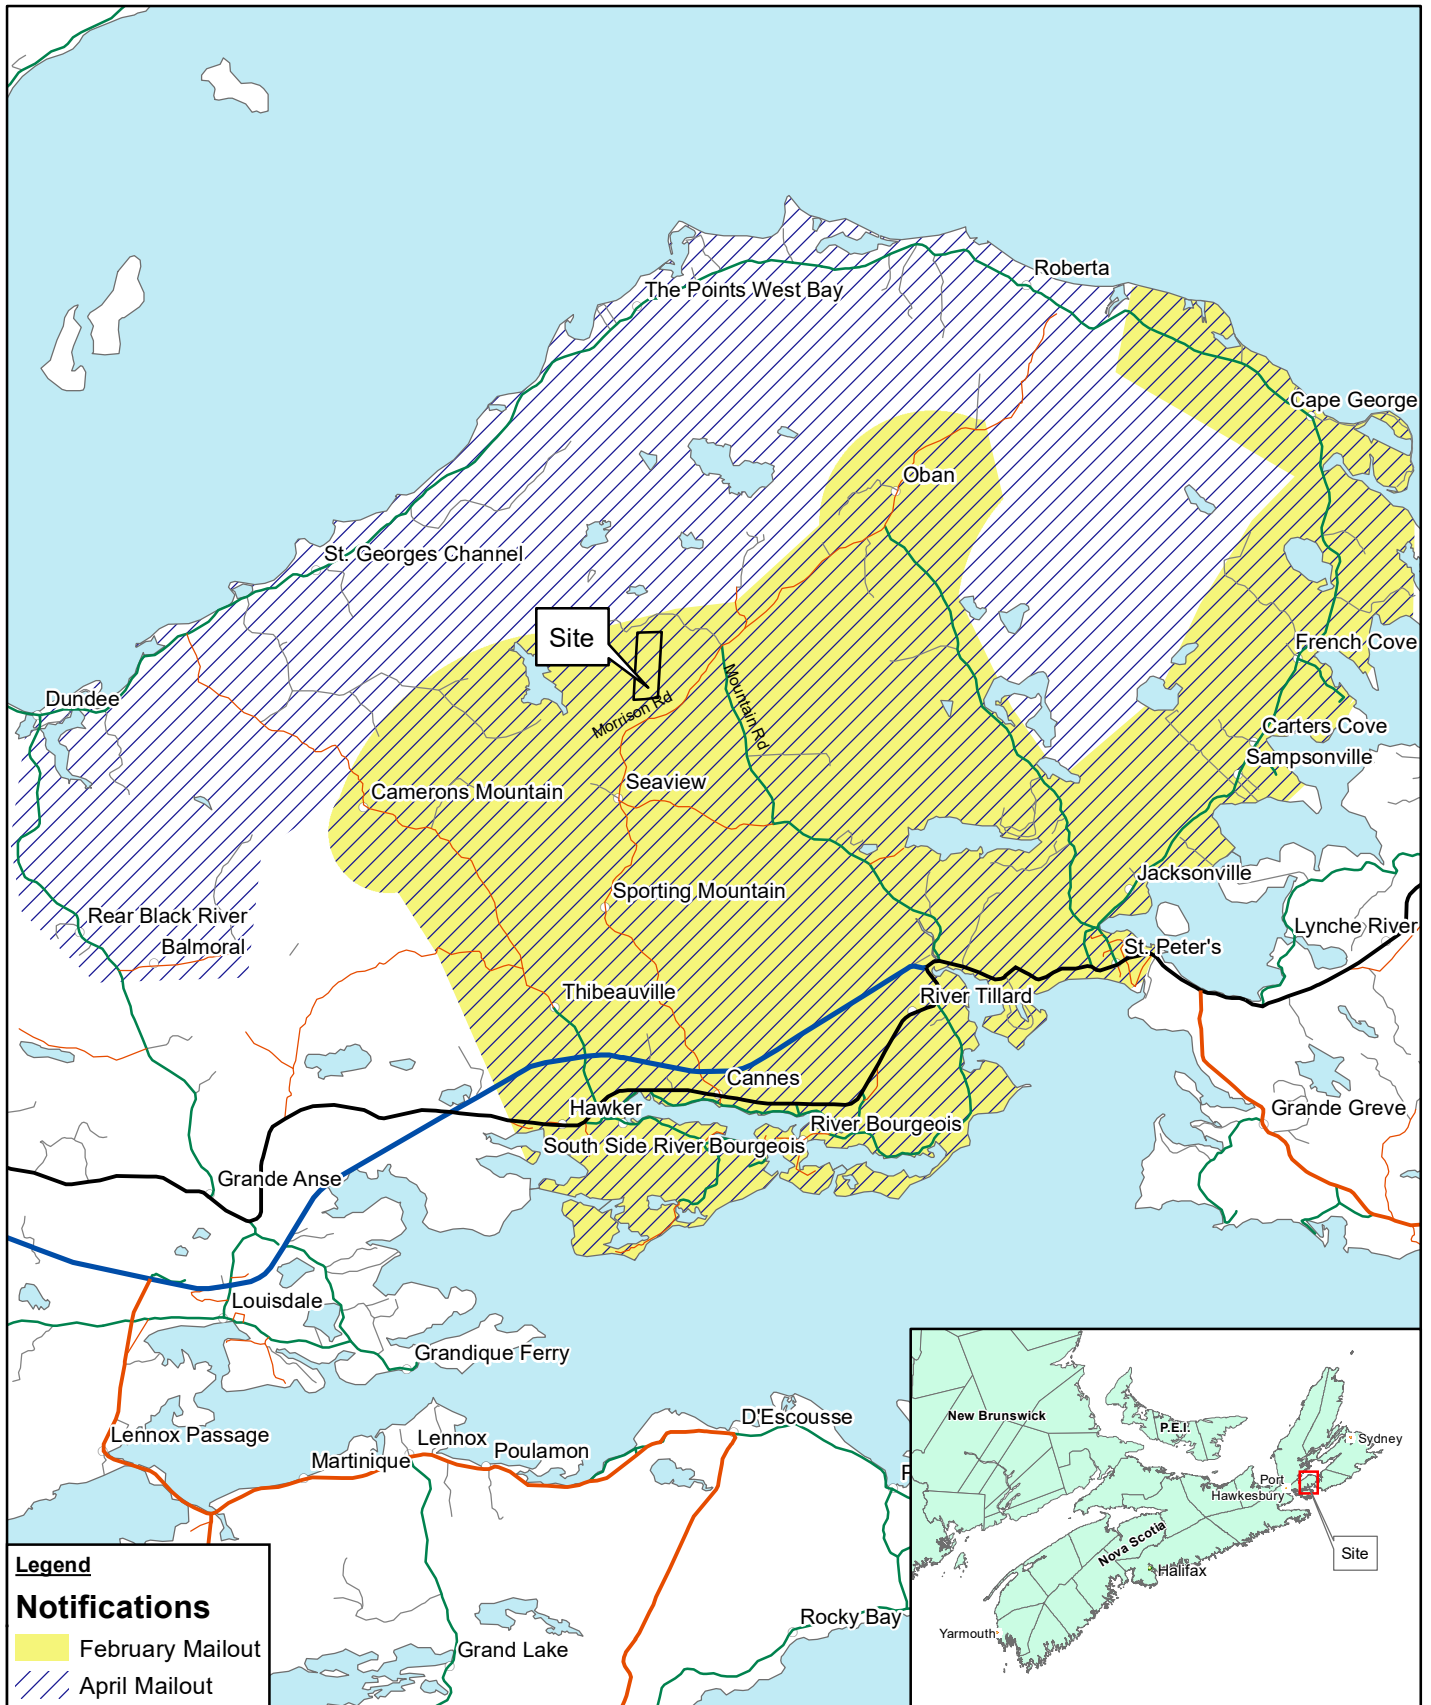 Roberta
The Points West Bay
Cape George
Oban
St. Georges Channel
Site
French Cove
Dundee
Morrison Rd
Mountain Rd
Carters Cove
Sampsonville
Seaview
Camerons Mountain
Jacksonville
Sporting Mountain
Rear Black River
Balmoral
Lynche River
St. Peter's
Thibeauville
River Tillard
Cannes
Hawker
Grande Greve
River Bourgeois
South Side River Bourgeois
Grande Anse
Louisdale
Grandique Ferry
D'Escousse
Lennox Passage
Lennox
Poulamon
Martinique
Rocky Bay
Grand Lake
Legend
Notifications
February Mailout
April Mailout
New Brunswick
P.E.I.
Sydney
Port
Hawkesbury
Nova Scotia
Site
Halifax
Yarmouth